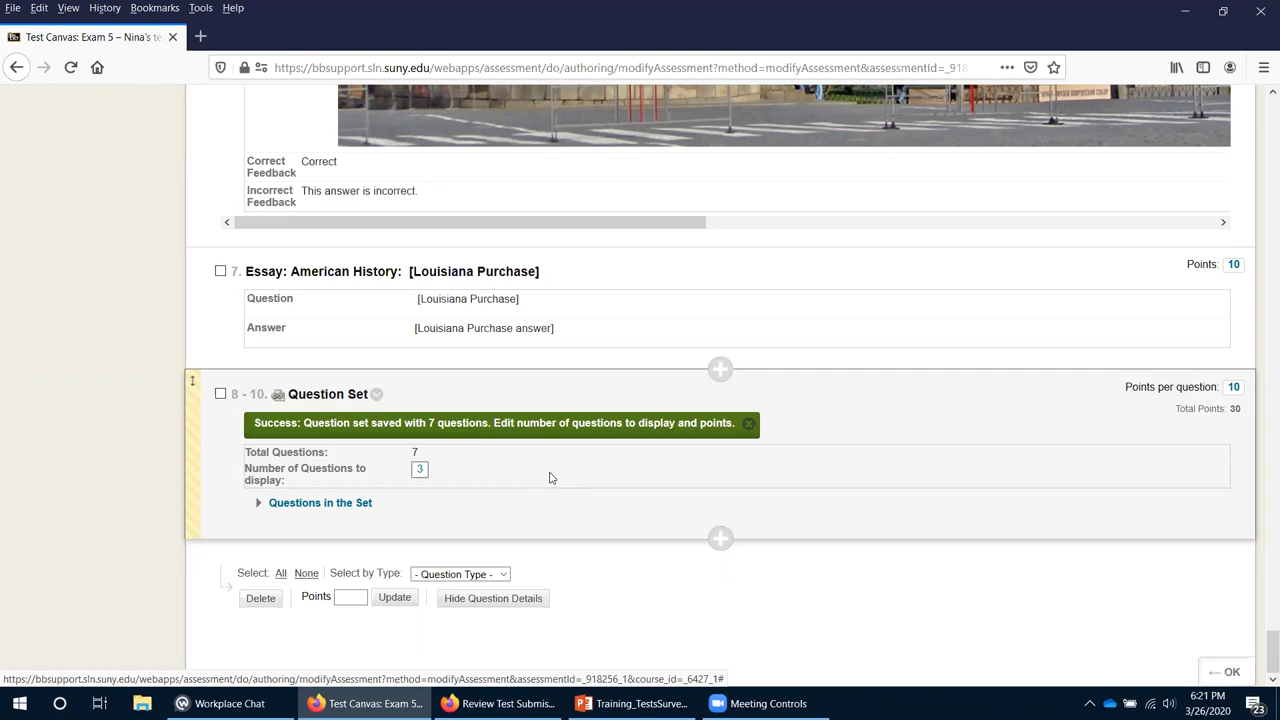 File Edit View History Bookmarks Tools Help
Bb Test Canvas: Exam 5 – Nina's te
https://bbsupport.sln.suny.edu/webapps/assessment/do/authoring/modifyAssessment?method=modifyAssessment&assessmentId=_918
Correct Feedback Correct
Incorrect Feedback This answer is incorrect.
7. Essay: American History: [Louisiana Purchase] Points: 10
Question [Louisiana Purchase]
Answer [Louisiana Purchase answer]
8 - 10. Question Set Points per question: 10
Total Points: 30
Success: Question set saved with 7 questions. Edit number of questions to display and points.
Total Questions: 7
Number of Questions to display: 3
Questions in the Set
Select: All None Select by Type: - Question Type -
Delete Points Update Hide Question Details
OK
https://bbsupport.sln.suny.edu/webapps/assessment/do/authoring/modifyAssessment?method=modifyAssessment&assessmentId=_918256_1&course_id=_6427_1#
Workplace Chat Test Canvas: Exam 5... Review Test Submis... Training_TestsSurve... Meeting Controls
6:21 PM
3/26/2020
23